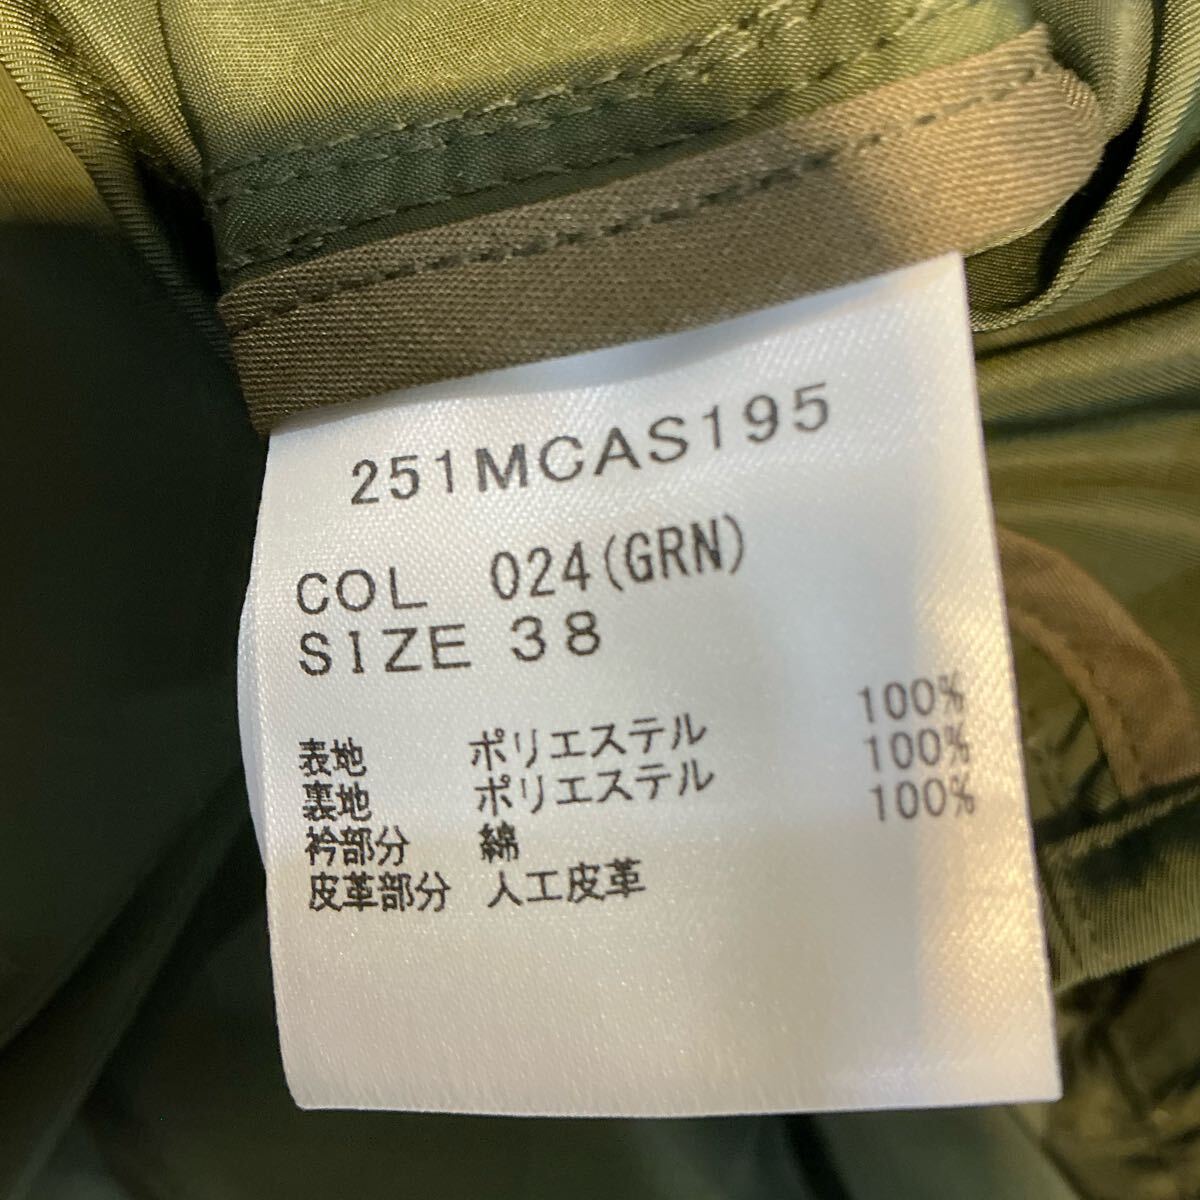 251MCAS195
COL 024(GRN)
SIZE 38
表地 ポリエステル 100%
裏地 ポリエステル 100%
衿部分 綿 100%
皮革部分 人工皮革